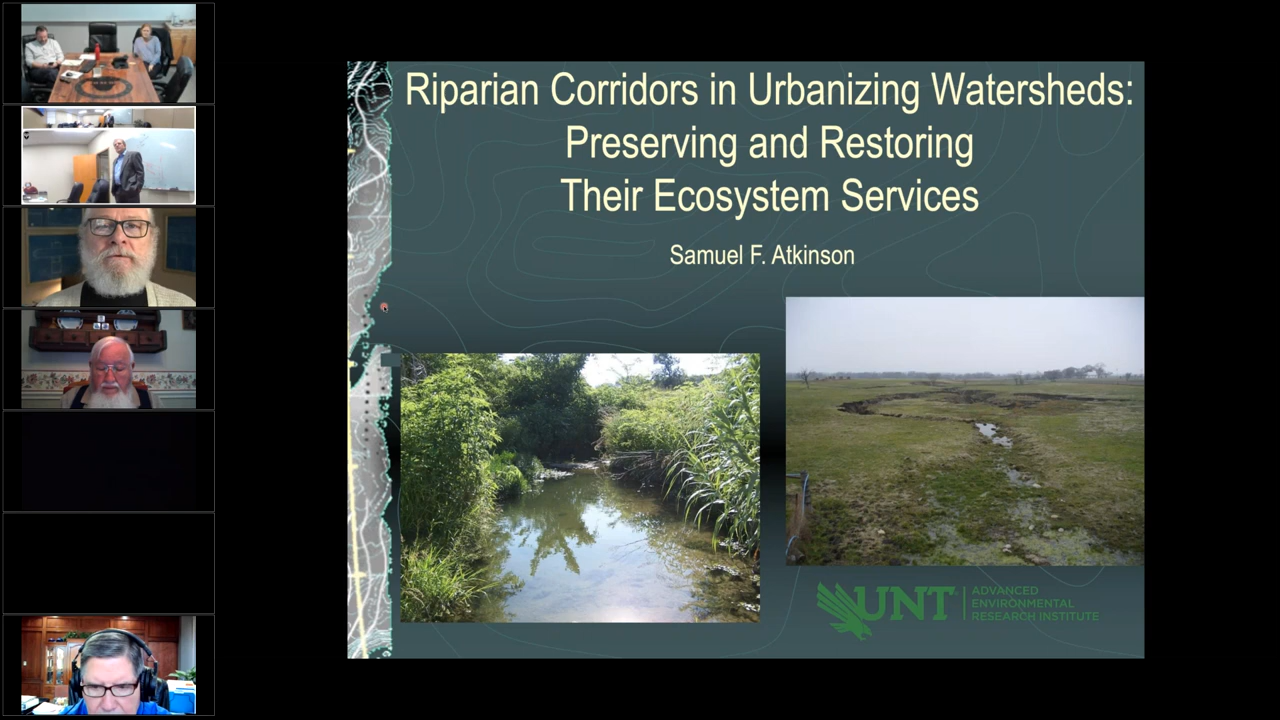 Riparian Corridors in Urbanizing Watersheds:
Preserving and Restoring
Their Ecosystem Services
Samuel F. Atkinson
UNT
ADVANCED
ENVIRONMENTAL
RESEARCH INSTITUTE